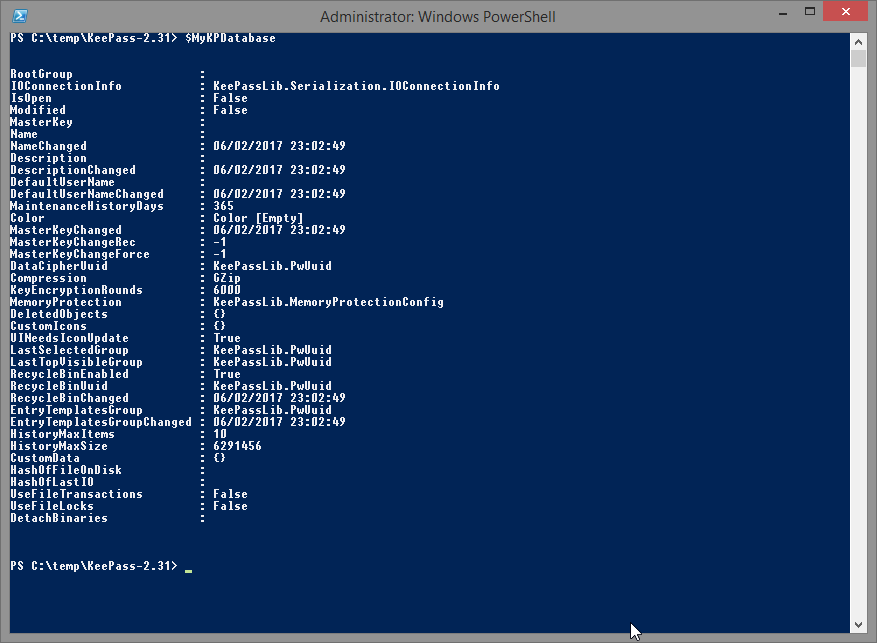 Administrator: Windows PowerShell
PS C:\temp\KeePass-2.31> $MyKPDatabase
RootGroup :
IOConnectionInfo : KeePassLib.Serialization.IOConnectionInfo
IsOpen : False
Modified : False
MasterKey :
Name :
NameChanged : 06/02/2017 23:02:49
Description :
DescriptionChanged : 06/02/2017 23:02:49
DefaultUserName :
DefaultUserNameChanged : 06/02/2017 23:02:49
MaintenanceHistoryDays : 365
Color : Color [Empty]
MasterKeyChanged : 06/02/2017 23:02:49
MasterKeyChangeRec : -1
MasterKeyChangeForce : -1
DataCipherUuid : KeePassLib.PwUuid
Compression : GZip
KeyEncryptionRounds : 6000
MemoryProtection : KeePassLib.MemoryProtectionConfig
DeletedObjects : {}
CustomIcons : {}
UINeedsIconUpdate : True
LastSelectedGroup : KeePassLib.PwUuid
LastTopVisibleGroup : KeePassLib.PwUuid
RecycleBinEnabled : True
RecycleBinUuid : KeePassLib.PwUuid
RecycleBinChanged : 06/02/2017 23:02:49
EntryTemplatesGroup : KeePassLib.PwUuid
EntryTemplatesGroupChanged : 06/02/2017 23:02:49
HistoryMaxItems : 10
HistoryMaxSize : 6291456
CustomData : {}
HashOfFileOnDisk :
HashOfLastIO :
UseFileTransactions : False
UseFileLocks : False
DetachBinaries :
PS C:\temp\KeePass-2.31> _